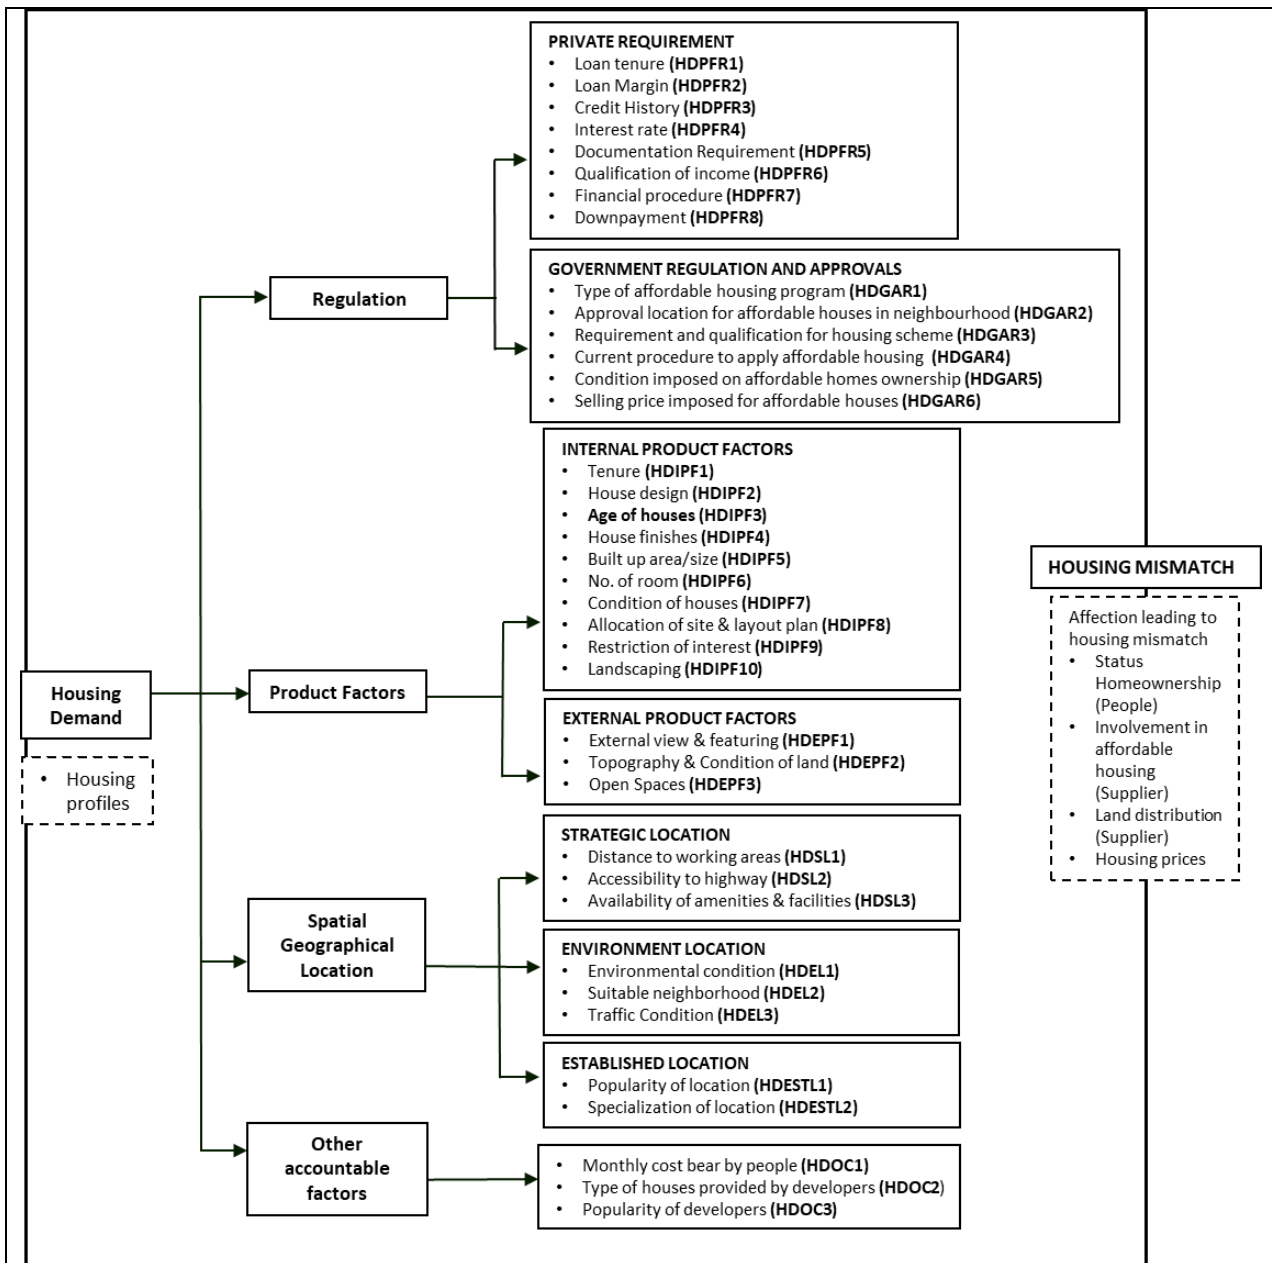 PRIVATE REQUIREMENT
• Loan tenure (HDPFR1)
• Loan Margin (HDPFR2)
• Credit History (HDPFR3)
• Interest rate (HDPFR4)
• Documentation Requirement (HDPFR5)
• Qualification of income (HDPFR6)
• Financial procedure (HDPFR7)
• Downpayment (HDPFR8)
Regulation
GOVERNMENT REGULATION AND APPROVALS
• Type of affordable housing program (HDGAR1)
• Approval location for affordable houses in neighbourhood (HDGAR2)
• Requirement and qualification for housing scheme (HDGAR3)
• Current procedure to apply affordable housing (HDGAR4)
• Condition imposed on affordable homes ownership (HDGAR5)
• Selling price imposed for affordable houses (HDGAR6)
INTERNAL PRODUCT FACTORS
• Tenure (HDIPF1)
• House design (HDIPF2)
• Age of houses (HDIPF3)
• House finishes (HDIPF4)
• Built up area/size (HDIPF5)
• No. of room (HDIPF6)
• Condition of houses (HDIPF7)
• Allocation of site & layout plan (HDIPF8)
• Restriction of interest (HDIPF9)
• Landscaping (HDIPF10)
Housing
Demand
• Housing
profiles
Product Factors
EXTERNAL PRODUCT FACTORS
• External view & featuring (HDEPF1)
• Topography & Condition of land (HDEPF2)
• Open Spaces (HDEPF3)
STRATEGIC LOCATION
• Distance to working areas (HDSL1)
• Accessibility to highway (HDSL2)
• Availability of amenities & facilities (HDSL3)
Spatial
Geographical
Location
ENVIRONMENT LOCATION
• Environmental condition (HDEL1)
• Suitable neighborhood (HDEL2)
• Traffic Condition (HDEL3)
ESTABLISHED LOCATION
• Popularity of location (HDESTL1)
• Specialization of location (HDESTL2)
Other
accountable
factors
• Monthly cost bear by people (HDOC1)
• Type of houses provided by developers (HDOC2)
• Popularity of developers (HDOC3)
HOUSING MISMATCH
Affection leading to
housing mismatch
• Status
Homeownership
(People)
• Involvement in
affordable
housing
(Supplier)
• Land distribution
(Supplier)
• Housing prices